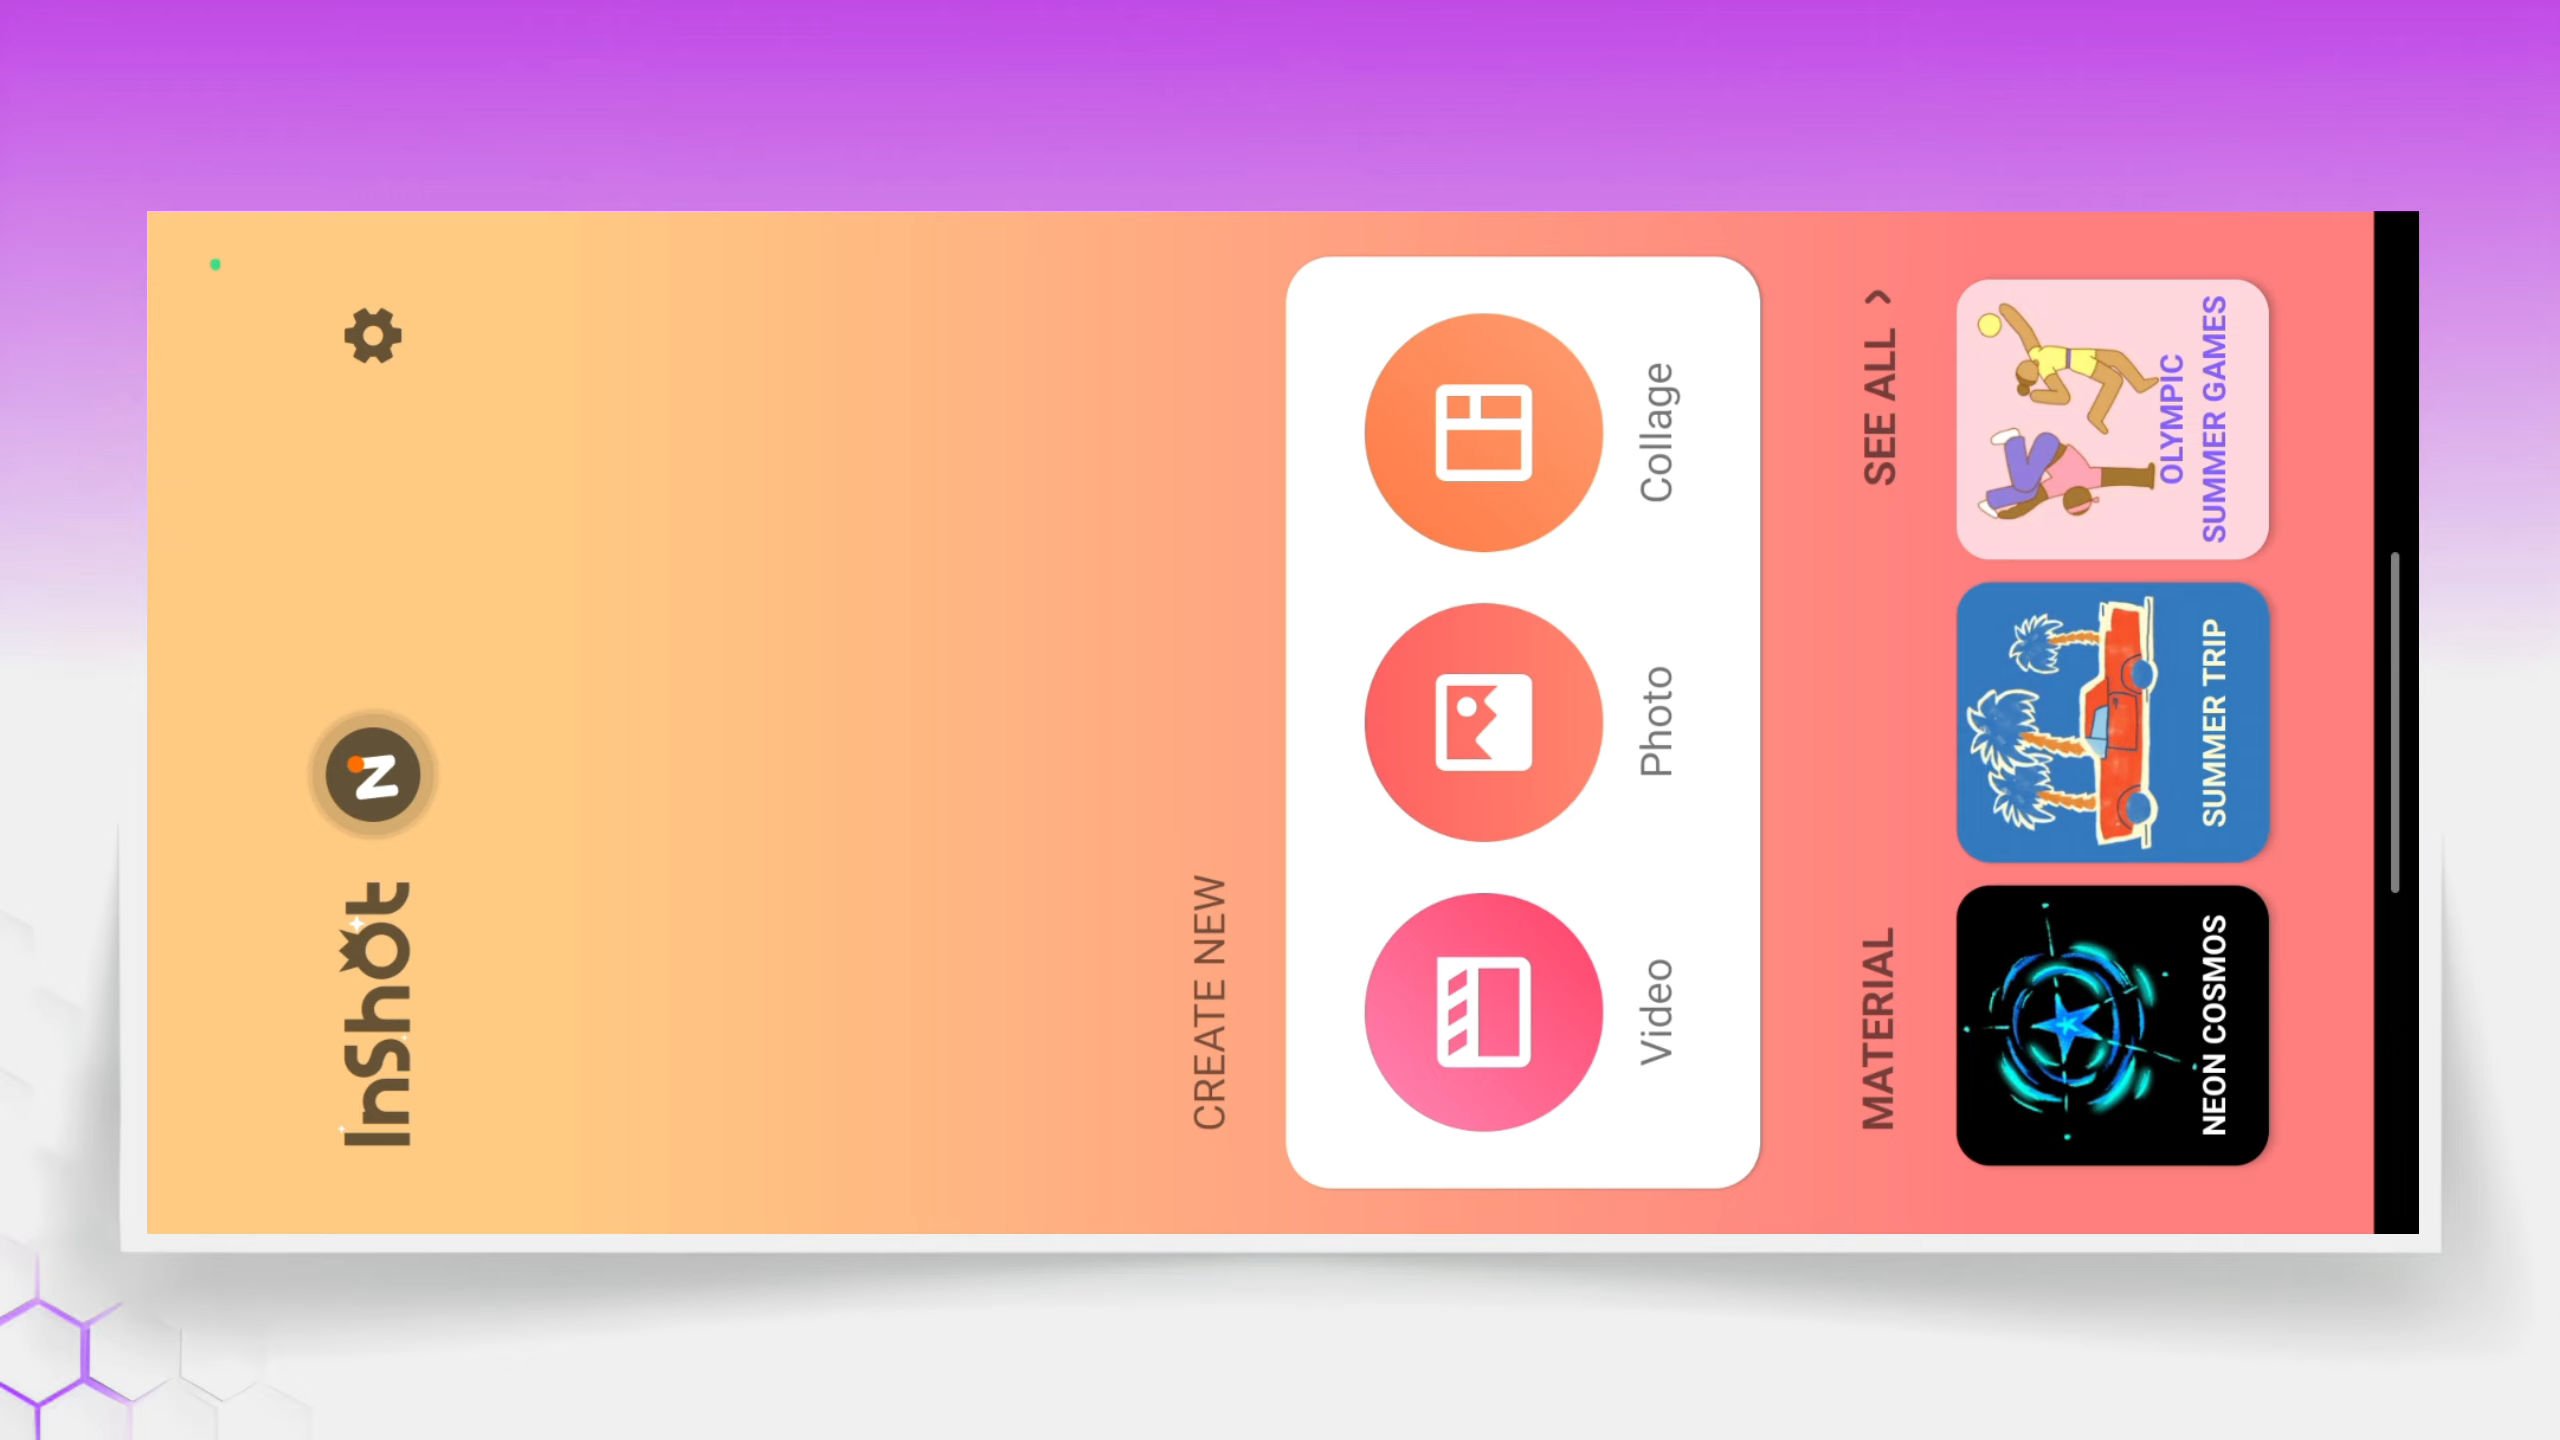 InShot
N
CREATE NEW
Video
Photo
Collage
MATERIAL
SEE ALL >
NEON COSMOS
SUMMER TRIP
OLYMPIC
SUMMER GAMES